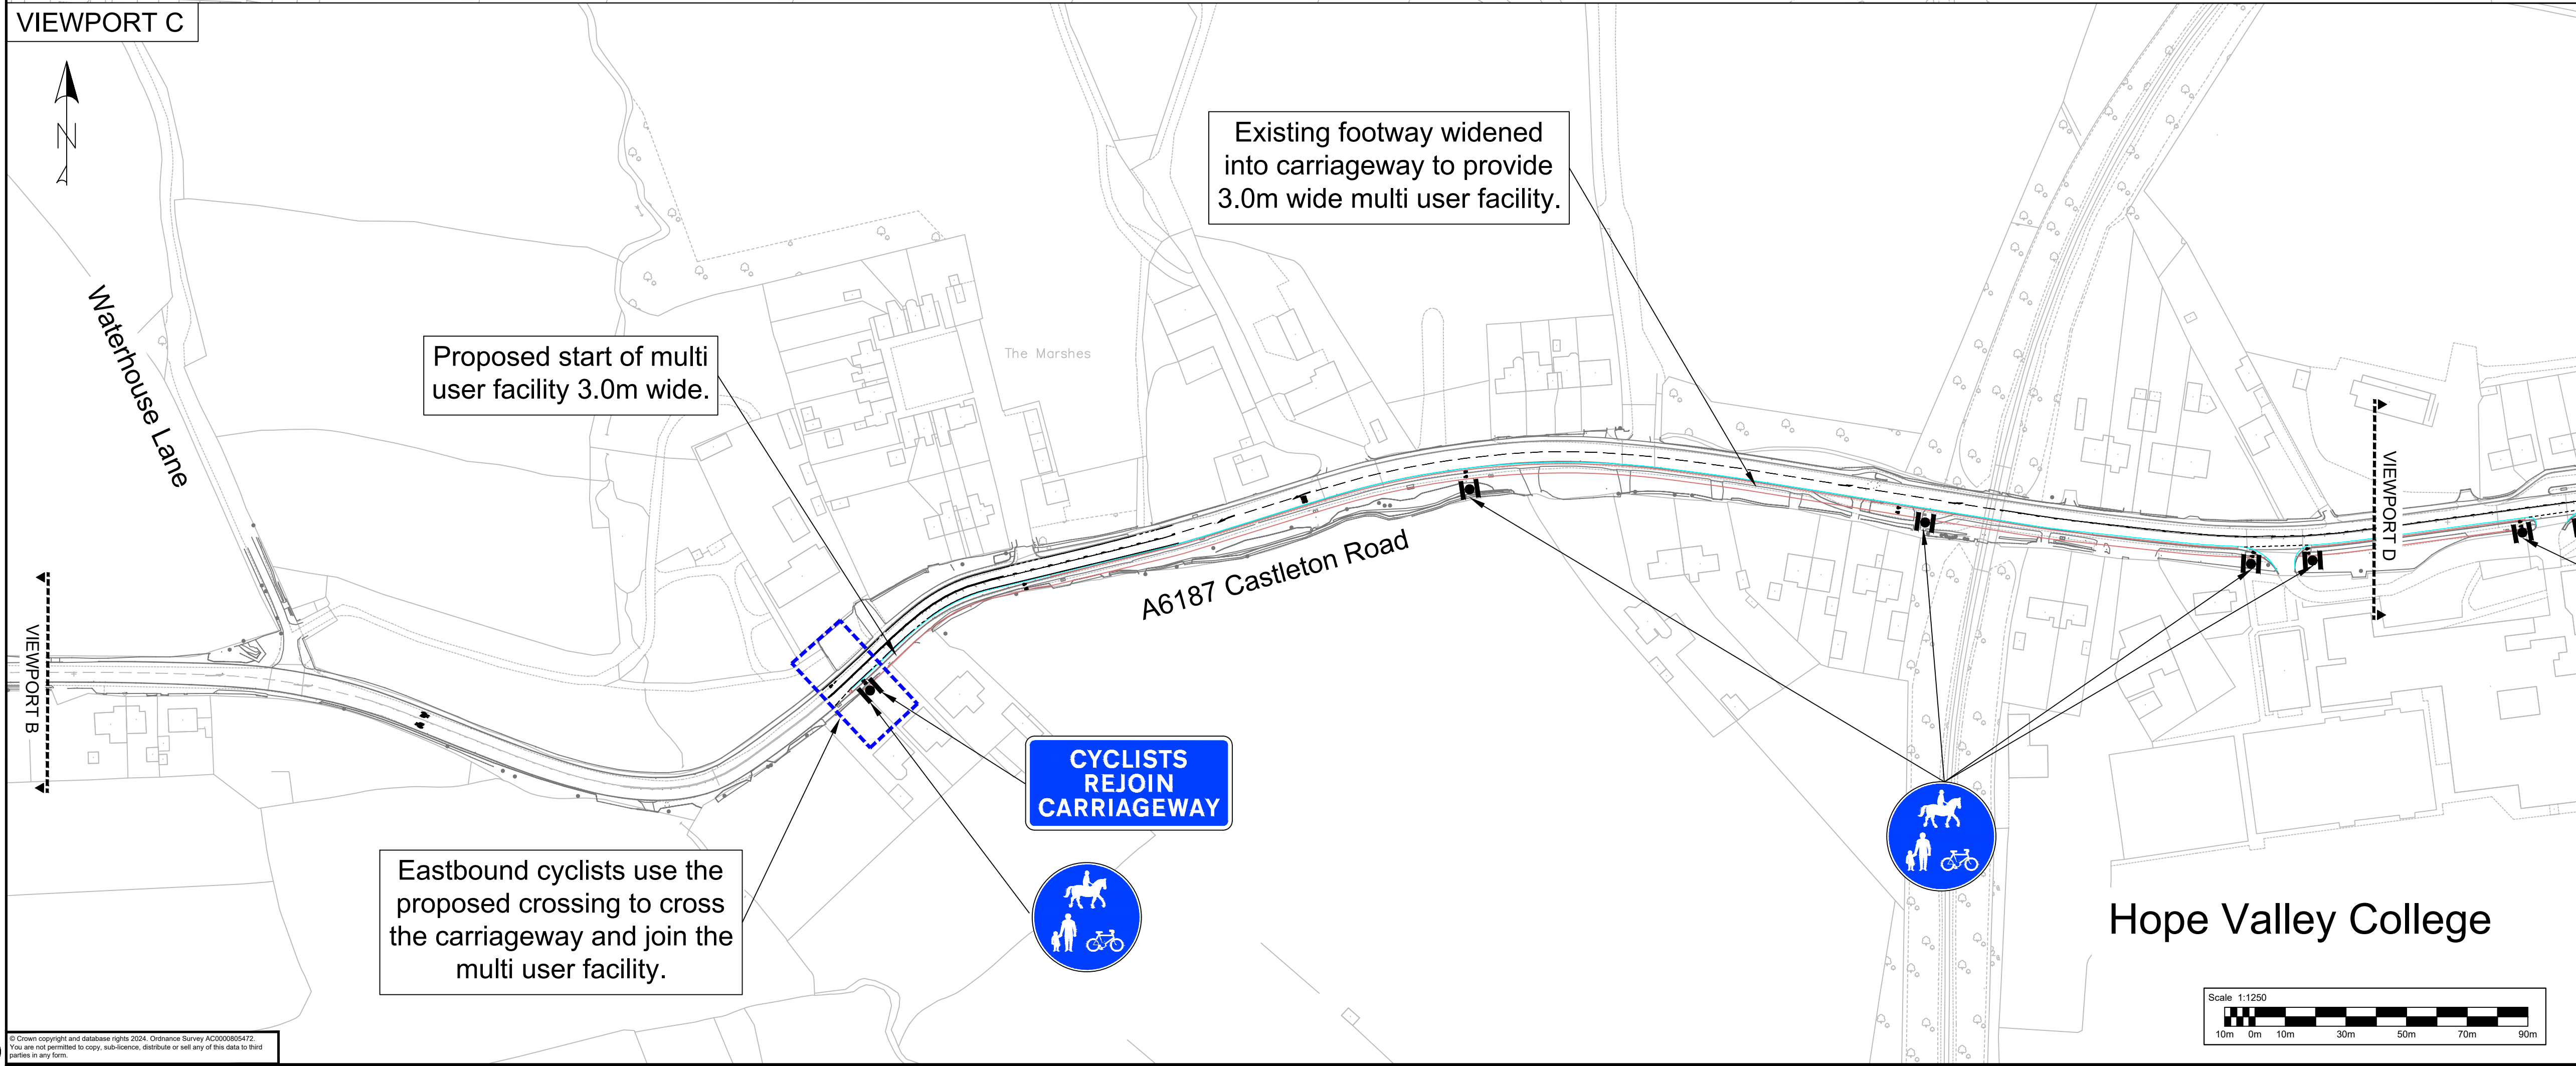 VIEWPORT C
N
Existing footway widened
into carriageway to provide
3.0m wide multi user facility.
Waterhouse Lane
Proposed start of multi
user facility 3.0m wide.
The Marshes
A6187 Castleton Road
VIEWPORT B
VIEWPORT D
CYCLISTS
REJOIN
CARRIAGEWAY
Eastbound cyclists use the
proposed crossing to cross
the carriageway and join the
multi user facility.
Hope Valley College
Scale 1:1250
10m 0m 10m 30m 50m 70m 90m
© Crown copyright and database rights 2024. Ordnance Survey AC0000805472.
You are not permitted to copy, sub-licence, distribute or sell any of this data to third
parties in any form.